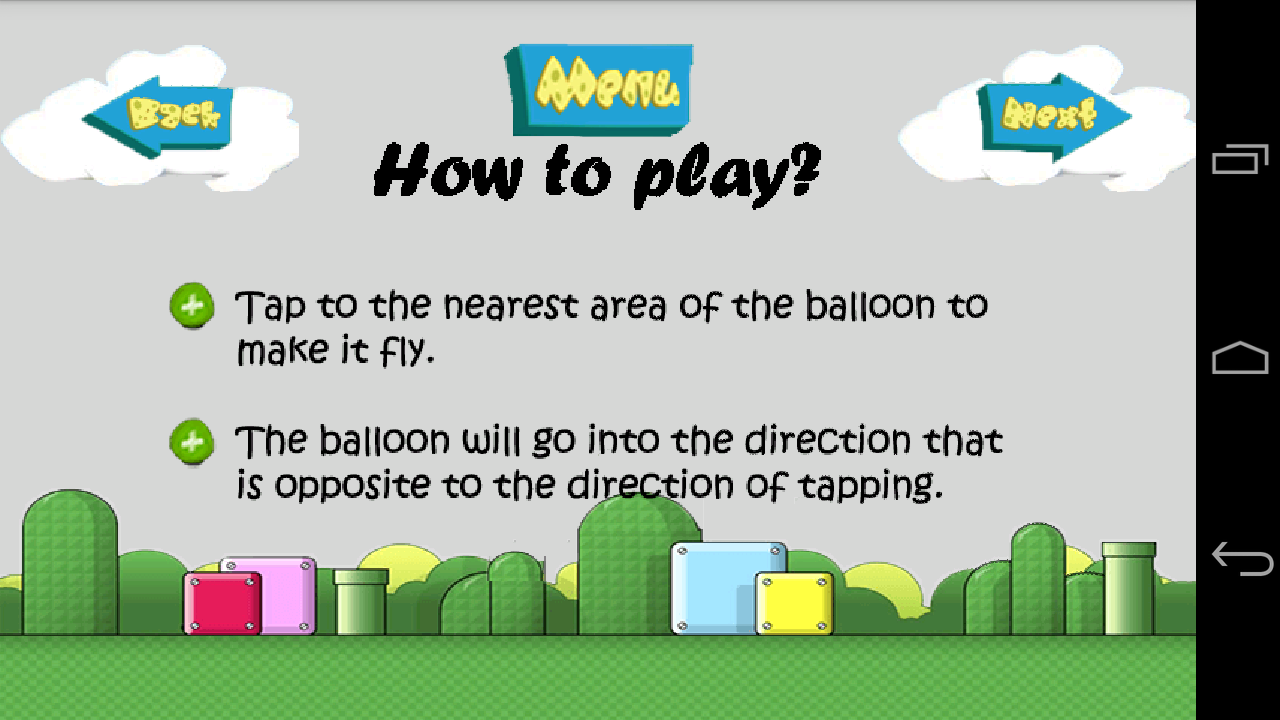 Back
Menu
Next
How to play?
Tap to the nearest area of the balloon to
make it fly.
The balloon will go into the direction that
is opposite to the direction of tapping.